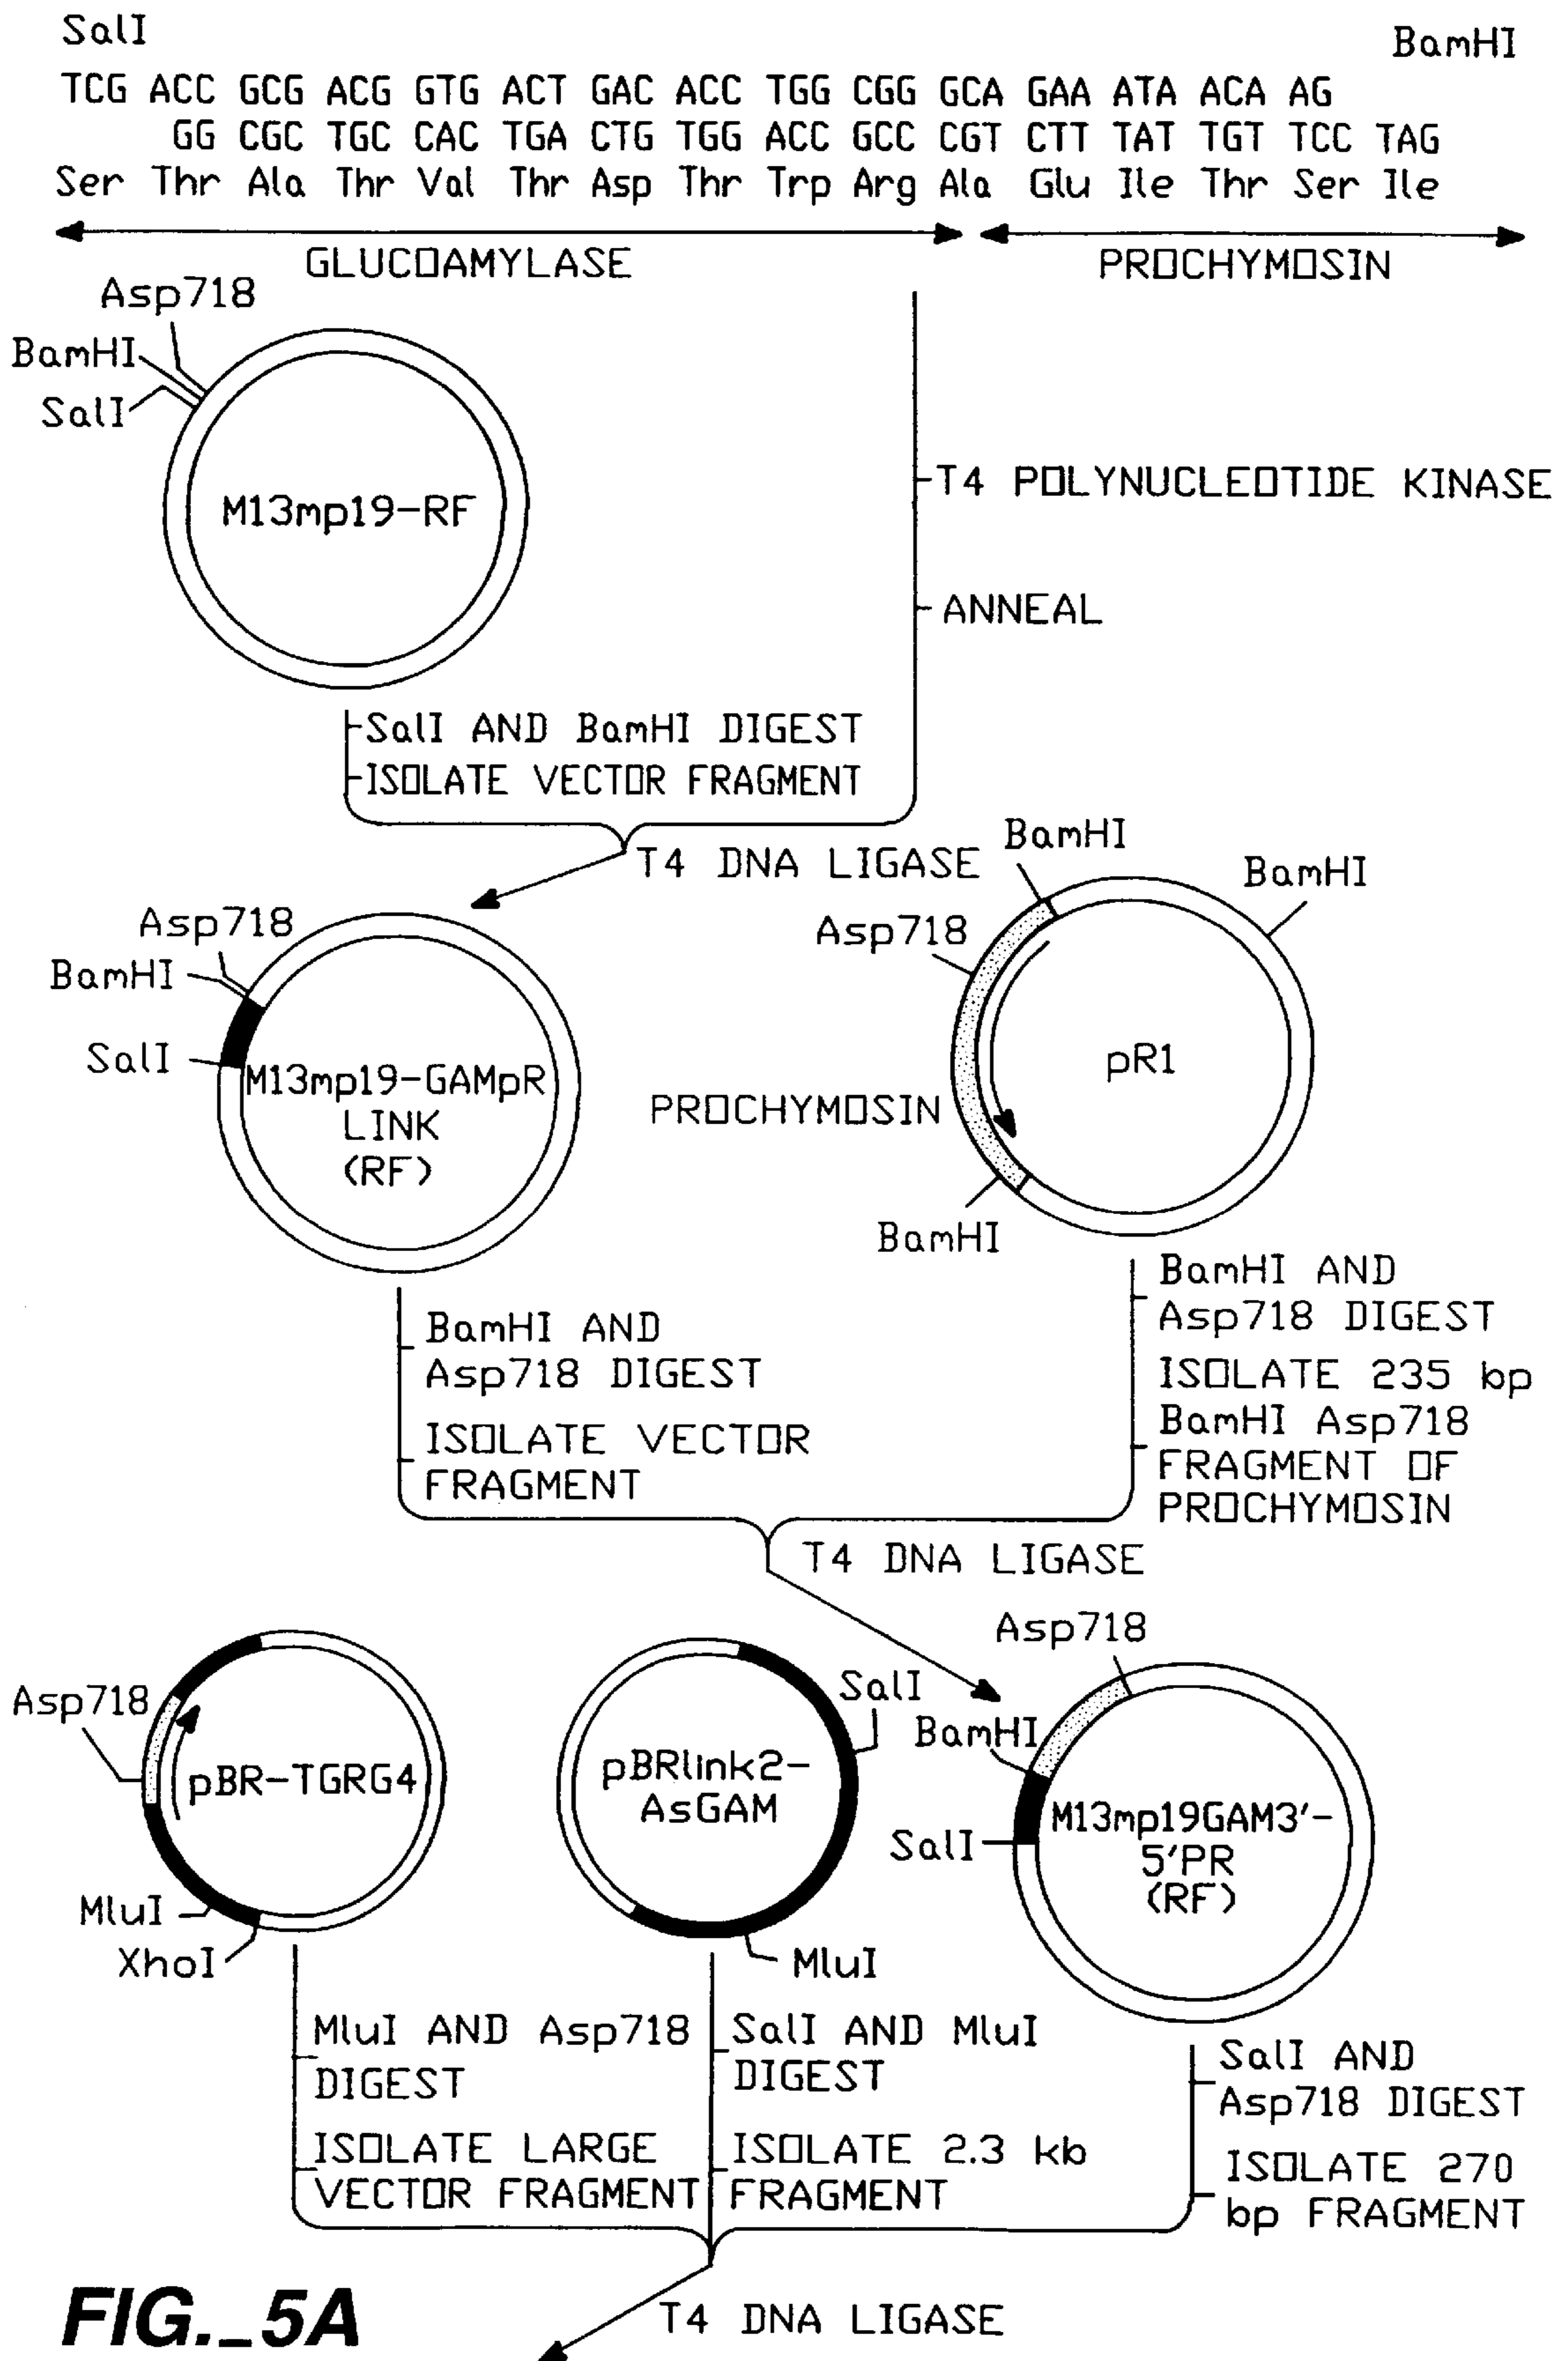 SalI
BamHI
TCG ACC GCG ACG GTG ACT GAC ACC TGG CGG GCA GAA ATA ACA AG
GG CGC TGC CAC TGA CTG TGG ACC GCC CGT CTT TAT TGT TCC TAG
Ser Thr Ala Thr Val Thr Asp Thr Trp Arg Ala Glu Ile Thr Ser Ile
GLUCOAMYLASE
PROCHYMOSIN
Asp718
BamHI
SalI
M13mp19-RF
T4 POLYNUCLEOTIDE KINASE
ANNEAL
SalI AND BamHI DIGEST
ISOLATE VECTOR FRAGMENT
T4 DNA LIGASE
Asp718
BamHI
SalI
M13mp19-GAMpR
LINK
(RF)
BamHI
BamHI
Asp718
pR1
PROCHYMOSIN
BamHI
BamHI AND
Asp718 DIGEST
ISOLATE VECTOR
FRAGMENT
BamHI AND
Asp718 DIGEST
ISOLATE 235 bp
BamHI Asp718
FRAGMENT OF
PROCHYMOSIN
T4 DNA LIGASE
Asp718
pBR-TGRG4
MluI
XhoI
SalI
pBRlink2-
AsGAM
MluI
Asp718
BamHI
SalI
M13mp19GAM3'-
5'PR
(RF)
MluI AND Asp718
DIGEST
ISOLATE LARGE
VECTOR FRAGMENT
SalI AND MluI
DIGEST
ISOLATE 2.3 kb
FRAGMENT
SalI AND
Asp718 DIGEST
ISOLATE 270
bp FRAGMENT
T4 DNA LIGASE
FIG._5A